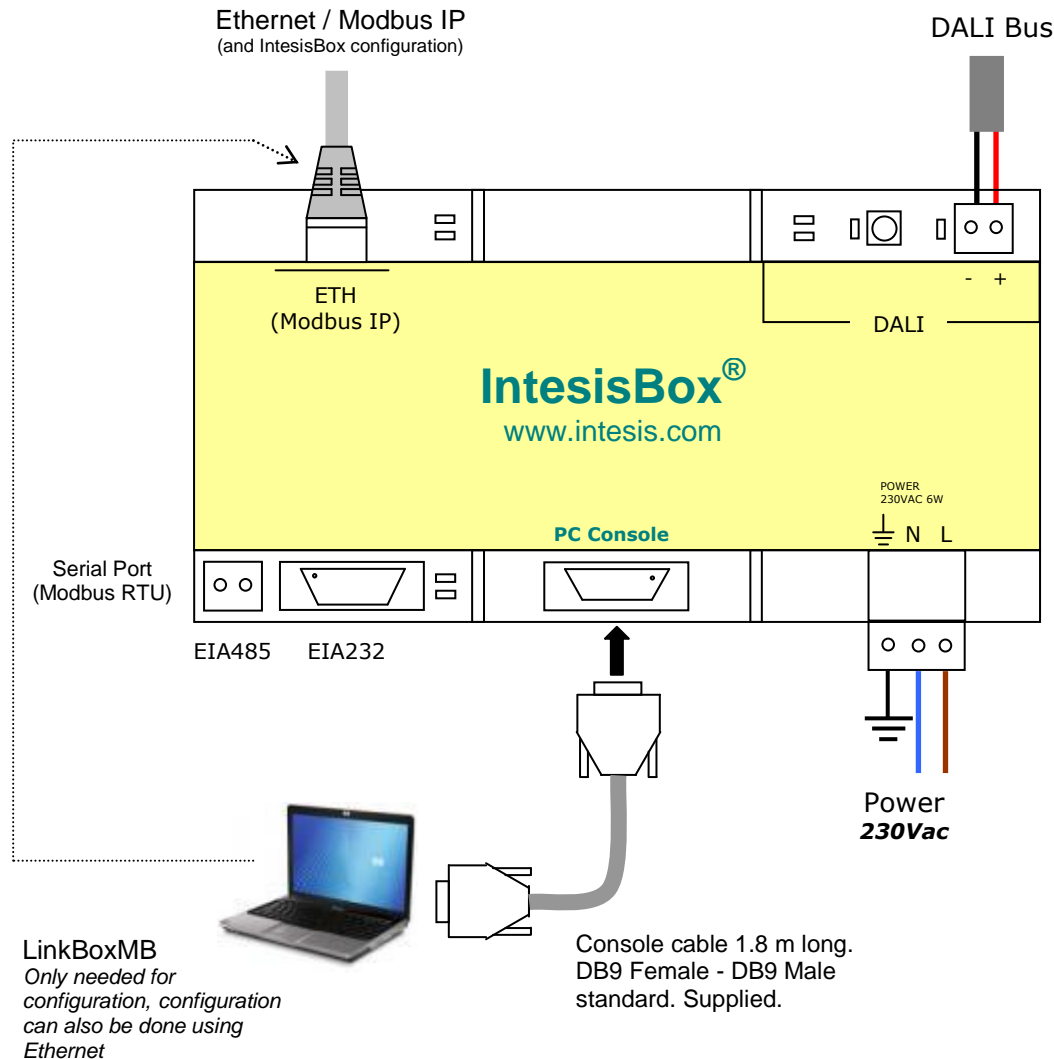 Ethernet / Modbus IP
(and IntesisBox configuration)
DALI Bus
- +
ETH
(Modbus IP)
DALI
IntesisBox®
www.intesis.com
POWER
230VAC 6W
N L
PC Console
Serial Port
(Modbus RTU)
EIA485 EIA232
Power
230Vac
LinkBoxMB
Only needed for
configuration, configuration
can also be done using
Ethernet
Console cable 1.8 m long.
DB9 Female - DB9 Male
standard. Supplied.